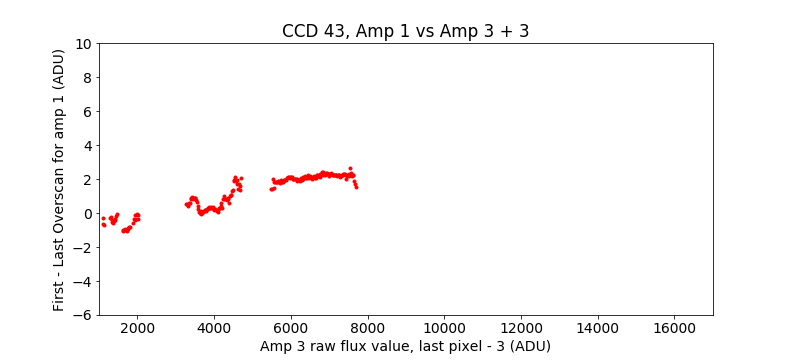 CCD 43, Amp 1 vs Amp 3 + 3
First - Last Overscan for amp 1 (ADU)
10
8
6
4
2
0
−2
−4
−6
2000 4000 6000 8000 10000 12000 14000 16000
Amp 3 raw flux value, last pixel - 3 (ADU)